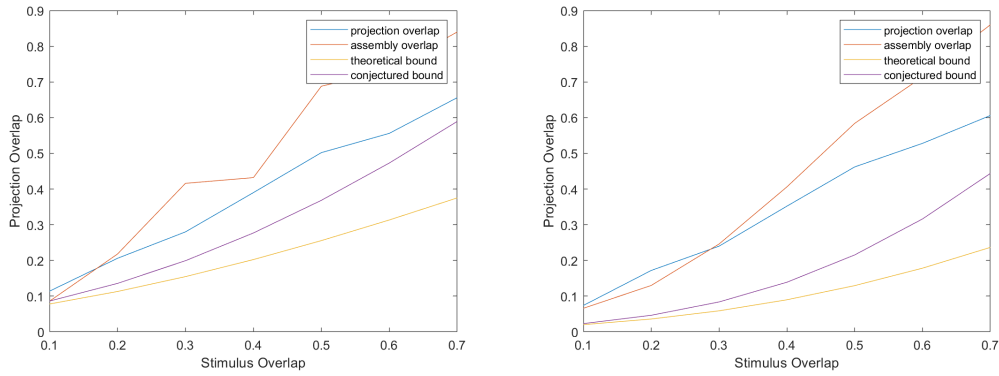 0.9
0.8
0.7
0.6
0.5
0.4
0.3
0.2
0.1
0
Projection Overlap
projection overlap
assembly overlap
theoretical bound
conjectured bound
0.1 0.2 0.3 0.4 0.5 0.6 0.7
Stimulus Overlap
0.9
0.8
0.7
0.6
0.5
0.4
0.3
0.2
0.1
0
Projection Overlap
projection overlap
assembly overlap
theoretical bound
conjectured bound
0.1 0.2 0.3 0.4 0.5 0.6 0.7
Stimulus Overlap